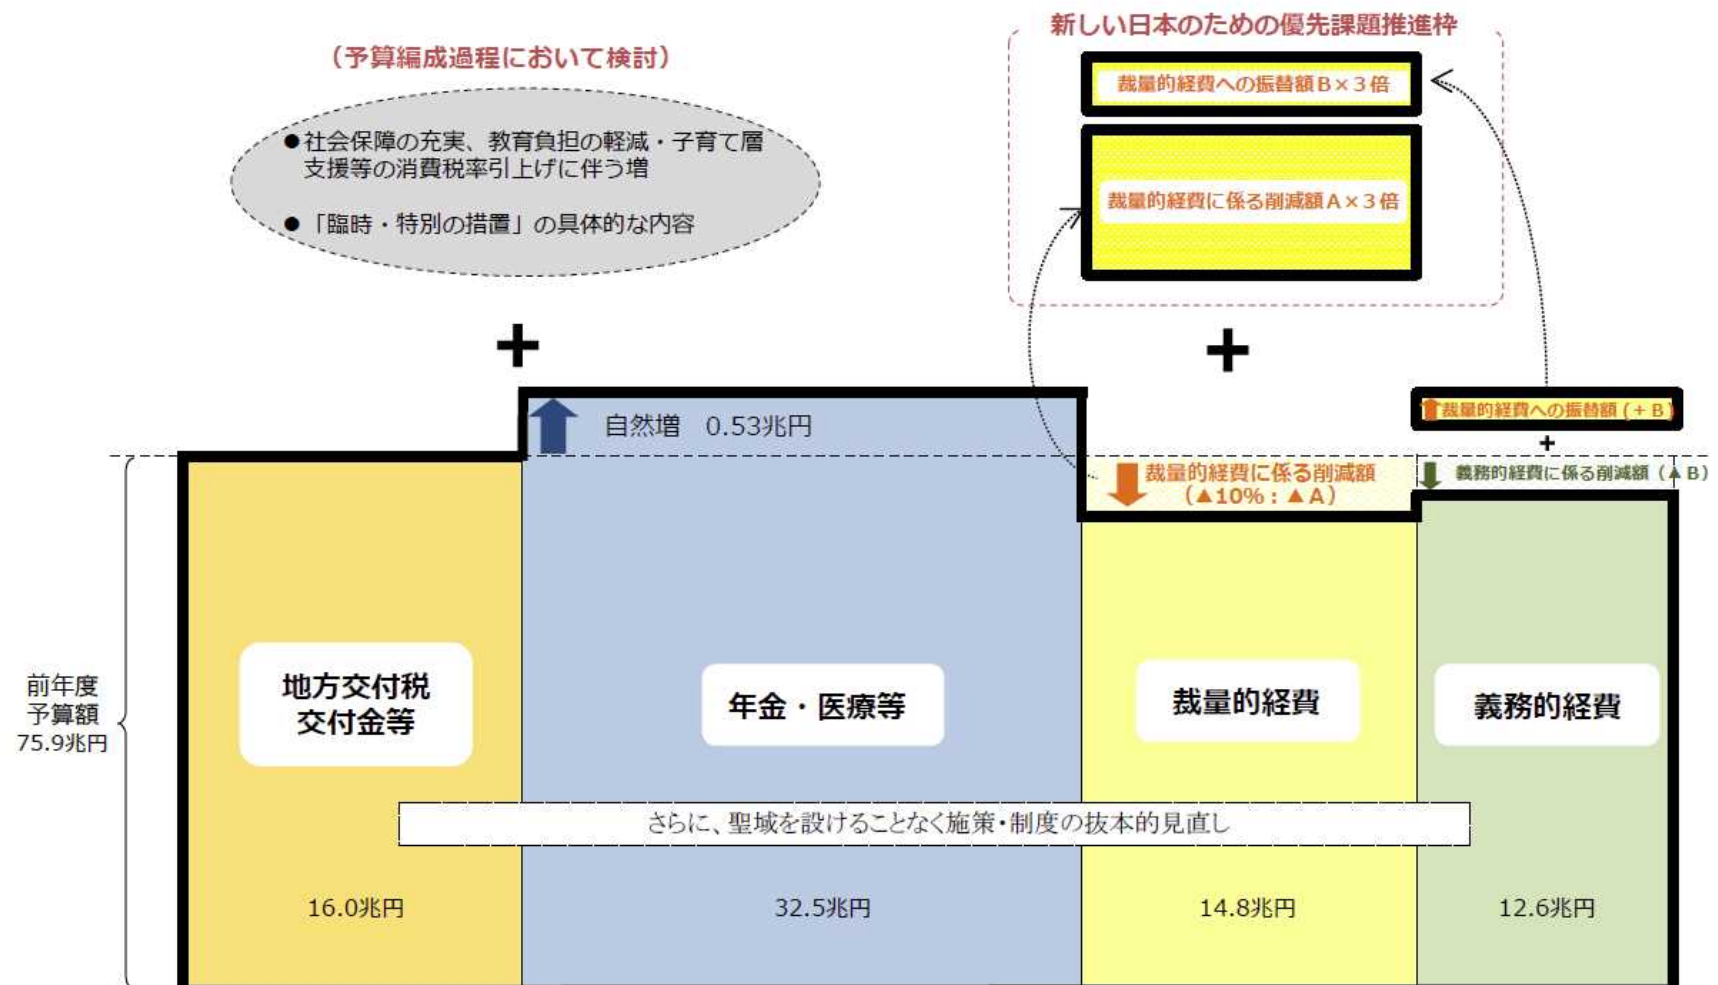 新しい日本のための優先課題推進枠
（予算編成過程において検討）
裁量的経費への振替額Ｂ×３倍
●社会保障の充実、教育負担の軽減・子育て層
支援等の消費税率引上げに伴う増
裁量的経費に係る削減額Ａ×３倍
●「臨時・特別の措置」の具体的な内容
＋
＋
自然増　0.53兆円
裁量的経費への振替額（＋Ｂ）
＋
裁量的経費に係る削減額
（▲10%：▲Ａ）
義務的経費に係る削減額（▲Ｂ）
前年度
予算額
75.9兆円
地方交付税
交付金等
年金・医療等
裁量的経費
義務的経費
さらに、聖域を設けることなく施策・制度の抜本的見直し
16.0兆円
32.5兆円
14.8兆円
12.6兆円